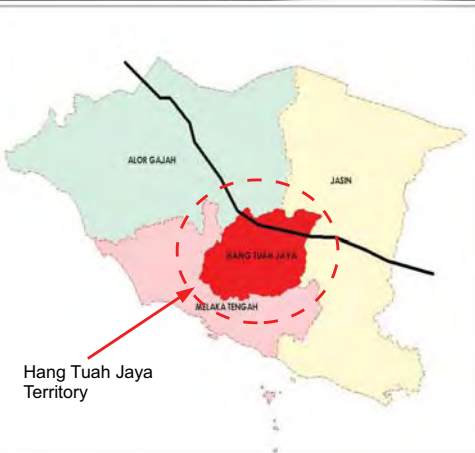 ALOR GAJAH
JASIN
HANG TUAH JAYA
MELAKA TENGAH
Hang Tuah Jaya
Territory